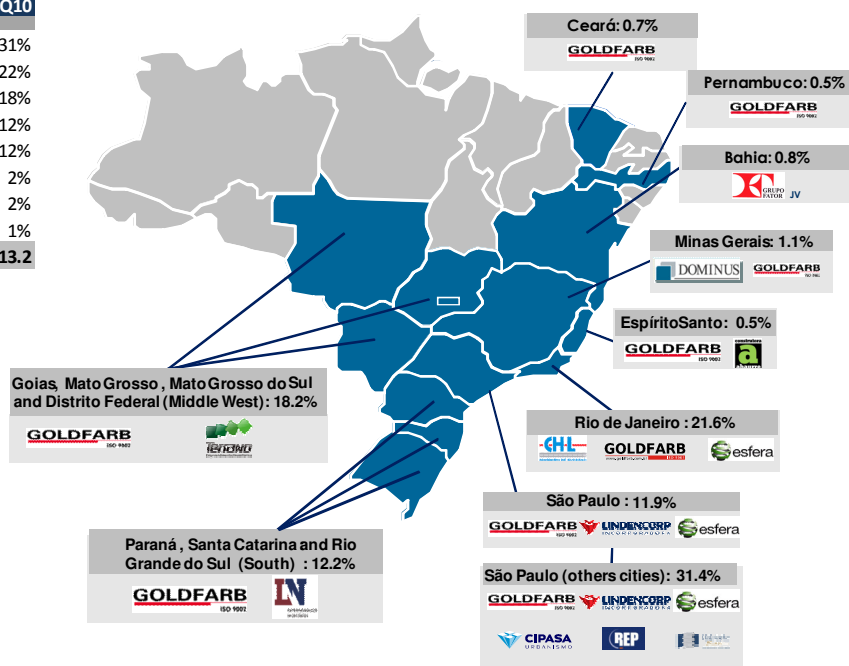 Q10
31%
22%
18%
12%
12%
2%
2%
1%
13.2
Ceará: 0.7%
GOLDFARB
ISO 9002
Pernambuco: 0.5%
GOLDFARB
ISO 9002
Bahia: 0.8%
GRUPO
FATOR JV
Minas Gerais: 1.1%
DOMINUS GOLDFARB
EspíritoSanto: 0.5%
GOLDFARB
ISO 9002
a
Goias, Mato Grosso , Mato Grosso do Sul
and Distrito Federal (Middle West): 18.2%
GOLDFARB
ISO 9002
Rio de Janeiro : 21.6%
CHL GOLDFARB esfera
São Paulo : 11.9%
GOLDFARB LINDENCORP esfera
ISO 9002 INCORPORADORA
Paraná , Santa Catarina and Rio
Grande do Sul (South) : 12.2%
GOLDFARB LN
ISO 9002
São Paulo (others cities): 31.4%
GOLDFARB LINDENCORP esfera
ISO 9002 INCORPORADORA
CIPASA REP
URBANISMO